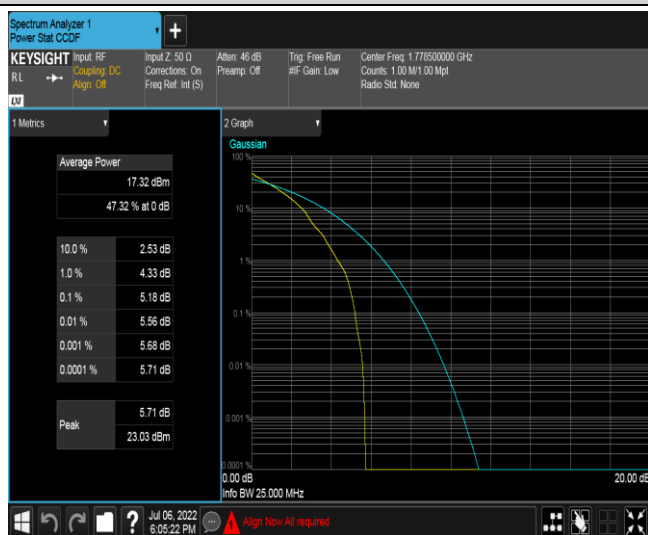 Spectrum Analyzer 1
Power Stat CCDF
+
KEYSIGHT
R L
LXI
Input: RF
Coupling: DC
Align: Off
Input Z: 50 Ω
Corrections: On
Freq Ref: Int (S)
Atten: 46 dB
Preamp: Off
Trig: Free Run
#IF Gain: Low
Center Freq: 1.778500000 GHz
Counts: 1.00 M/1.00 Mpt
Radio Std: None
1 Metrics
Average Power
17.32 dBm
47.32 % at 0 dB
10.0 % 2.53 dB
1.0 % 4.33 dB
0.1 % 5.18 dB
0.01 % 5.56 dB
0.001 % 5.68 dB
0.0001 % 5.71 dB
Peak
5.71 dB
23.03 dBm
2 Graph
Gaussian
100 %
10 %
1 %
0.1 %
0.01 %
0.001 %
0.0001 %
0.00 dB 20.00 dB
Info BW 25.000 MHz
?
Jul 06, 2022
6:05:22 PM
Align Now All required